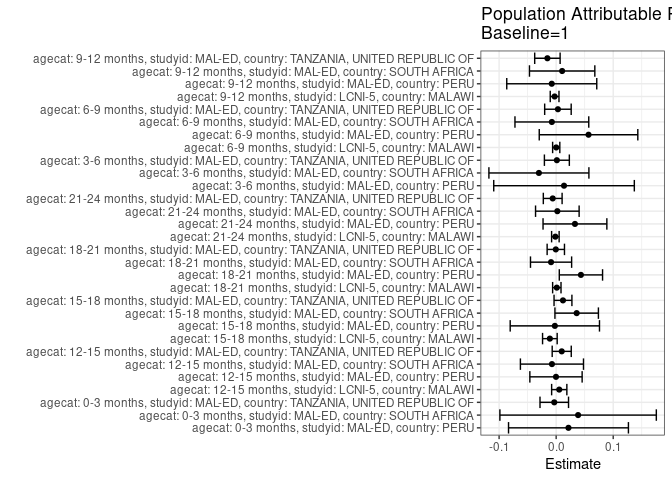 Population Attributable
Baseline=1
agecat: 9-12 months, studyid: MAL-ED, country: TANZANIA, UNITED REPUBLIC OF
agecat: 9-12 months, studyid: MAL-ED, country: SOUTH AFRICA
agecat: 9-12 months, studyid: MAL-ED, country: PERU
agecat: 9-12 months, studyid: LCNI-5, country: MALAWI
agecat: 6-9 months, studyid: MAL-ED, country: TANZANIA, UNITED REPUBLIC OF
agecat: 6-9 months, studyid: MAL-ED, country: SOUTH AFRICA
agecat: 6-9 months, studyid: MAL-ED, country: PERU
agecat: 6-9 months, studyid: LCNI-5, country: MALAWI
agecat: 3-6 months, studyid: MAL-ED, country: TANZANIA, UNITED REPUBLIC OF
agecat: 3-6 months, studyid: MAL-ED, country: SOUTH AFRICA
agecat: 3-6 months, studyid: MAL-ED, country: PERU
agecat: 21-24 months, studyid: MAL-ED, country: TANZANIA, UNITED REPUBLIC OF
agecat: 21-24 months, studyid: MAL-ED, country: SOUTH AFRICA
agecat: 21-24 months, studyid: MAL-ED, country: PERU
agecat: 21-24 months, studyid: LCNI-5, country: MALAWI
agecat: 18-21 months, studyid: MAL-ED, country: TANZANIA, UNITED REPUBLIC OF
agecat: 18-21 months, studyid: MAL-ED, country: SOUTH AFRICA
agecat: 18-21 months, studyid: MAL-ED, country: PERU
agecat: 18-21 months, studyid: LCNI-5, country: MALAWI
agecat: 15-18 months, studyid: MAL-ED, country: TANZANIA, UNITED REPUBLIC OF
agecat: 15-18 months, studyid: MAL-ED, country: SOUTH AFRICA
agecat: 15-18 months, studyid: MAL-ED, country: PERU
agecat: 15-18 months, studyid: LCNI-5, country: MALAWI
agecat: 12-15 months, studyid: MAL-ED, country: TANZANIA, UNITED REPUBLIC OF
agecat: 12-15 months, studyid: MAL-ED, country: SOUTH AFRICA
agecat: 12-15 months, studyid: MAL-ED, country: PERU
agecat: 12-15 months, studyid: LCNI-5, country: MALAWI
agecat: 0-3 months, studyid: MAL-ED, country: TANZANIA, UNITED REPUBLIC OF
agecat: 0-3 months, studyid: MAL-ED, country: SOUTH AFRICA
agecat: 0-3 months, studyid: MAL-ED, country: PERU
-0.1 0.0 0.1
Estimate